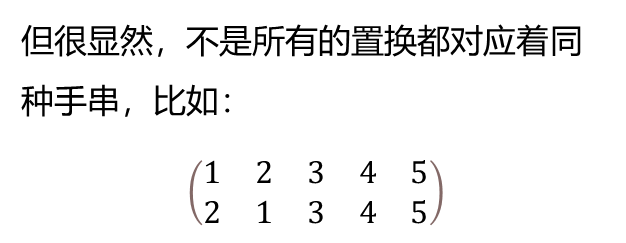 但很显然，不是所有的置换都对应着同
种手串，比如：
(1 2 3 4 5
2 1 3 4 5)